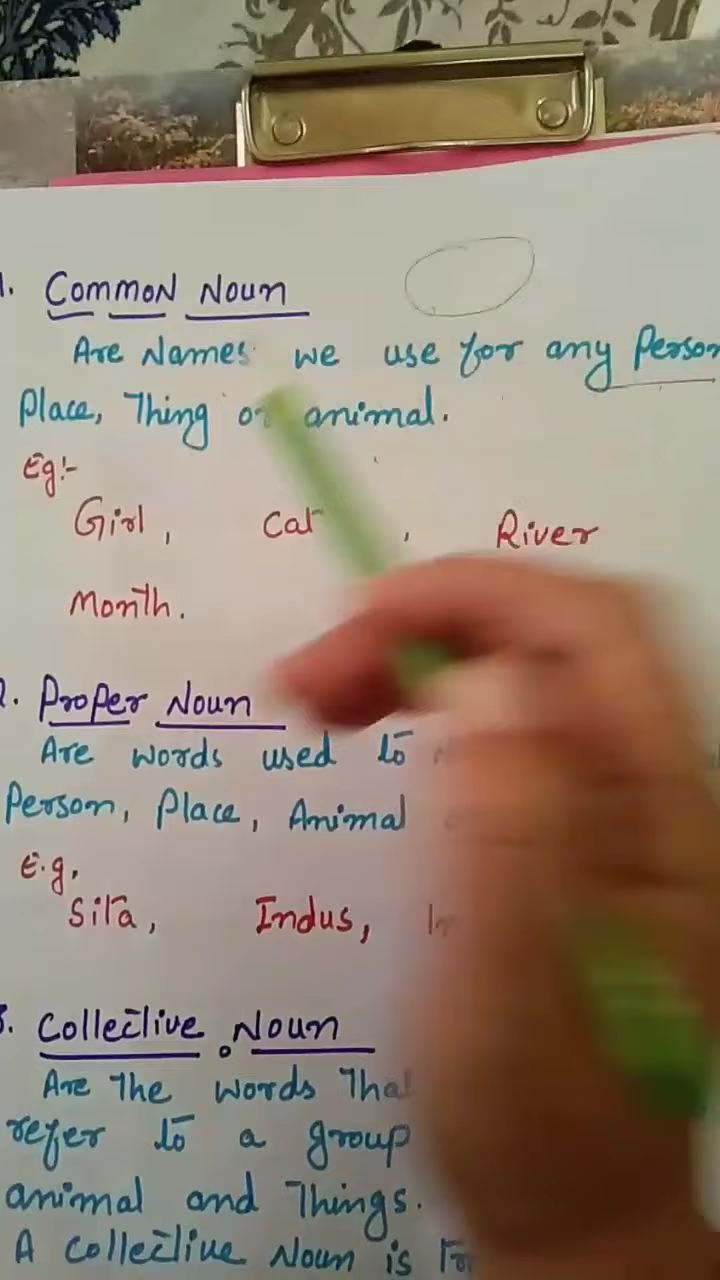 1. Common Noun
Are Names we use for any Person
Place, Thing or animal.
Eg:-
Girl, Cat, River
Month.
2. Proper Noun
Are words used to
Person, Place, Animal
E.g.
Sita, Indus,
3. Collective Noun
Are the words That
refer to a group
animal and Things.
A Collective Noun is